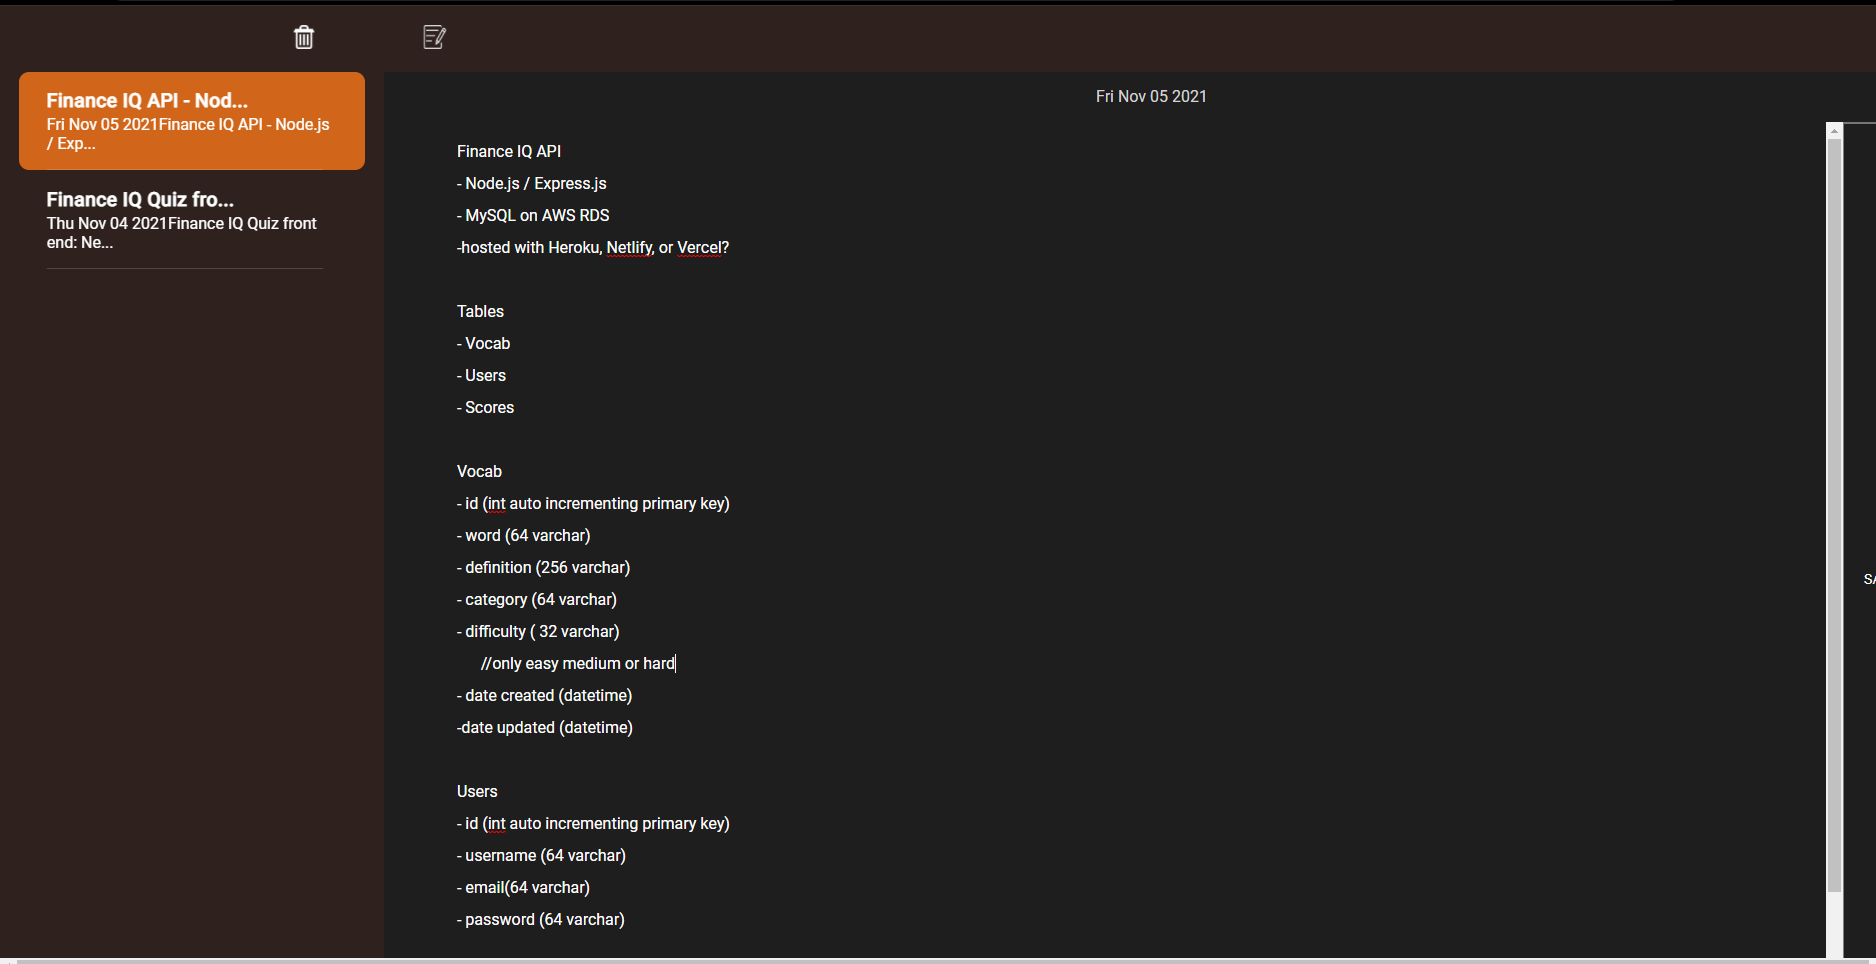 Finance IQ API - Nod...
Fri Nov 05 2021Finance IQ API - Node.js
/ Exp...
Finance IQ Quiz fro...
Thu Nov 04 2021Finance IQ Quiz front
end: Ne...
Fri Nov 05 2021
Finance IQ API
- Node.js / Express.js
- MySQL on AWS RDS
-hosted with Heroku, Netlify, or Vercel?
Tables
- Vocab
- Users
- Scores
Vocab
- id (int auto incrementing primary key)
- word (64 varchar)
- definition (256 varchar)
- category (64 varchar)
- difficulty ( 32 varchar)
//only easy medium or hard
- date created (datetime)
-date updated (datetime)
Users
- id (int auto incrementing primary key)
- username (64 varchar)
- email(64 varchar)
- password (64 varchar)